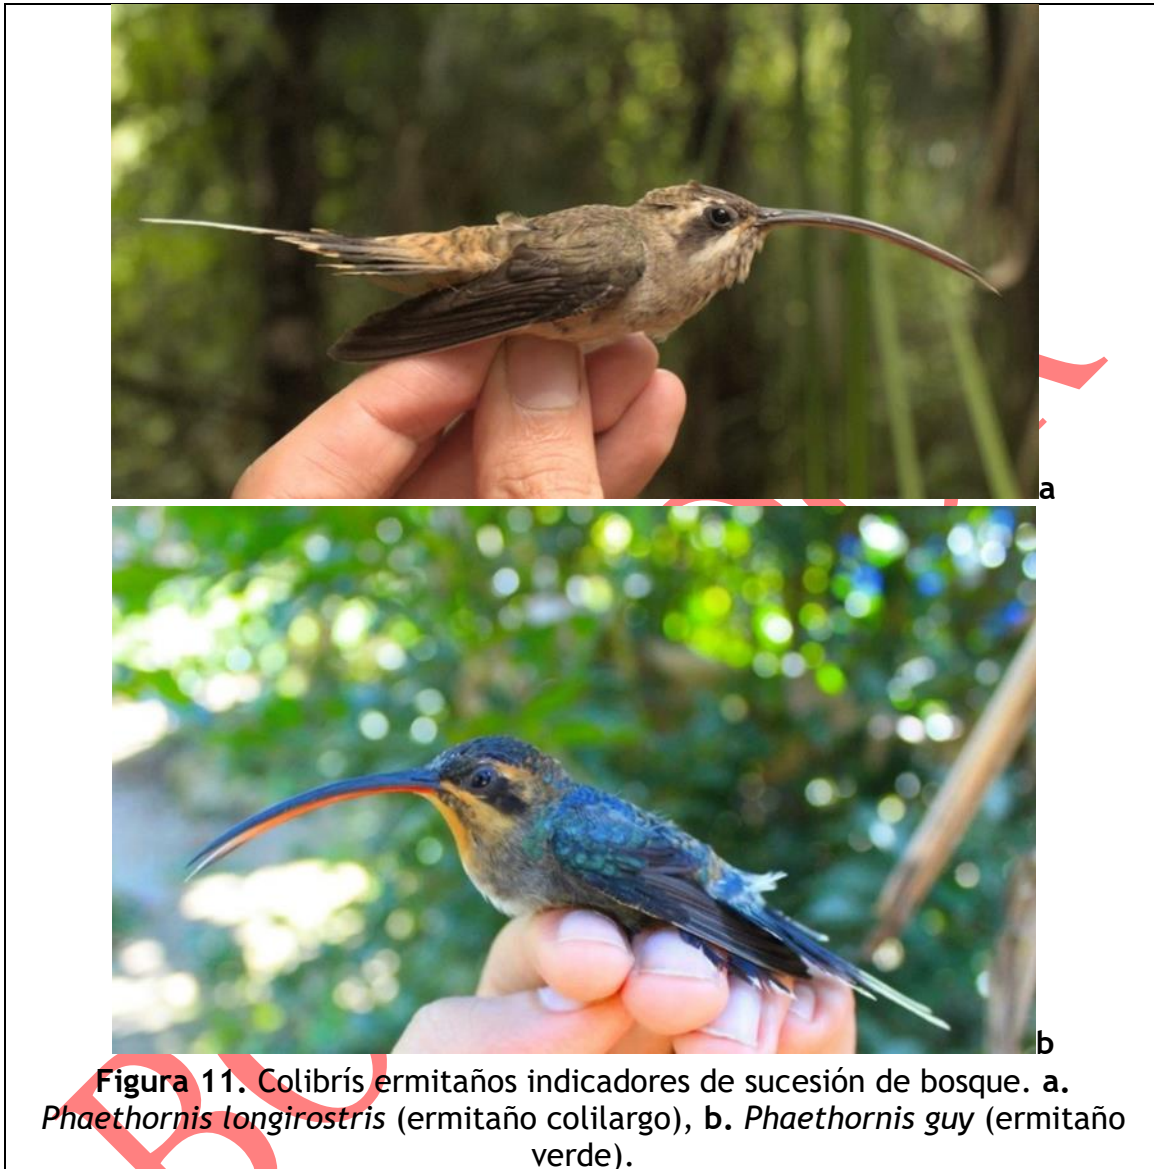 a
b
Figura 11. Colibrís ermitaños indicadores de sucesión de bosque. a.
Phaethornis longirostris (ermitaño colilargo), b. Phaethornis guy (ermitaño
verde).